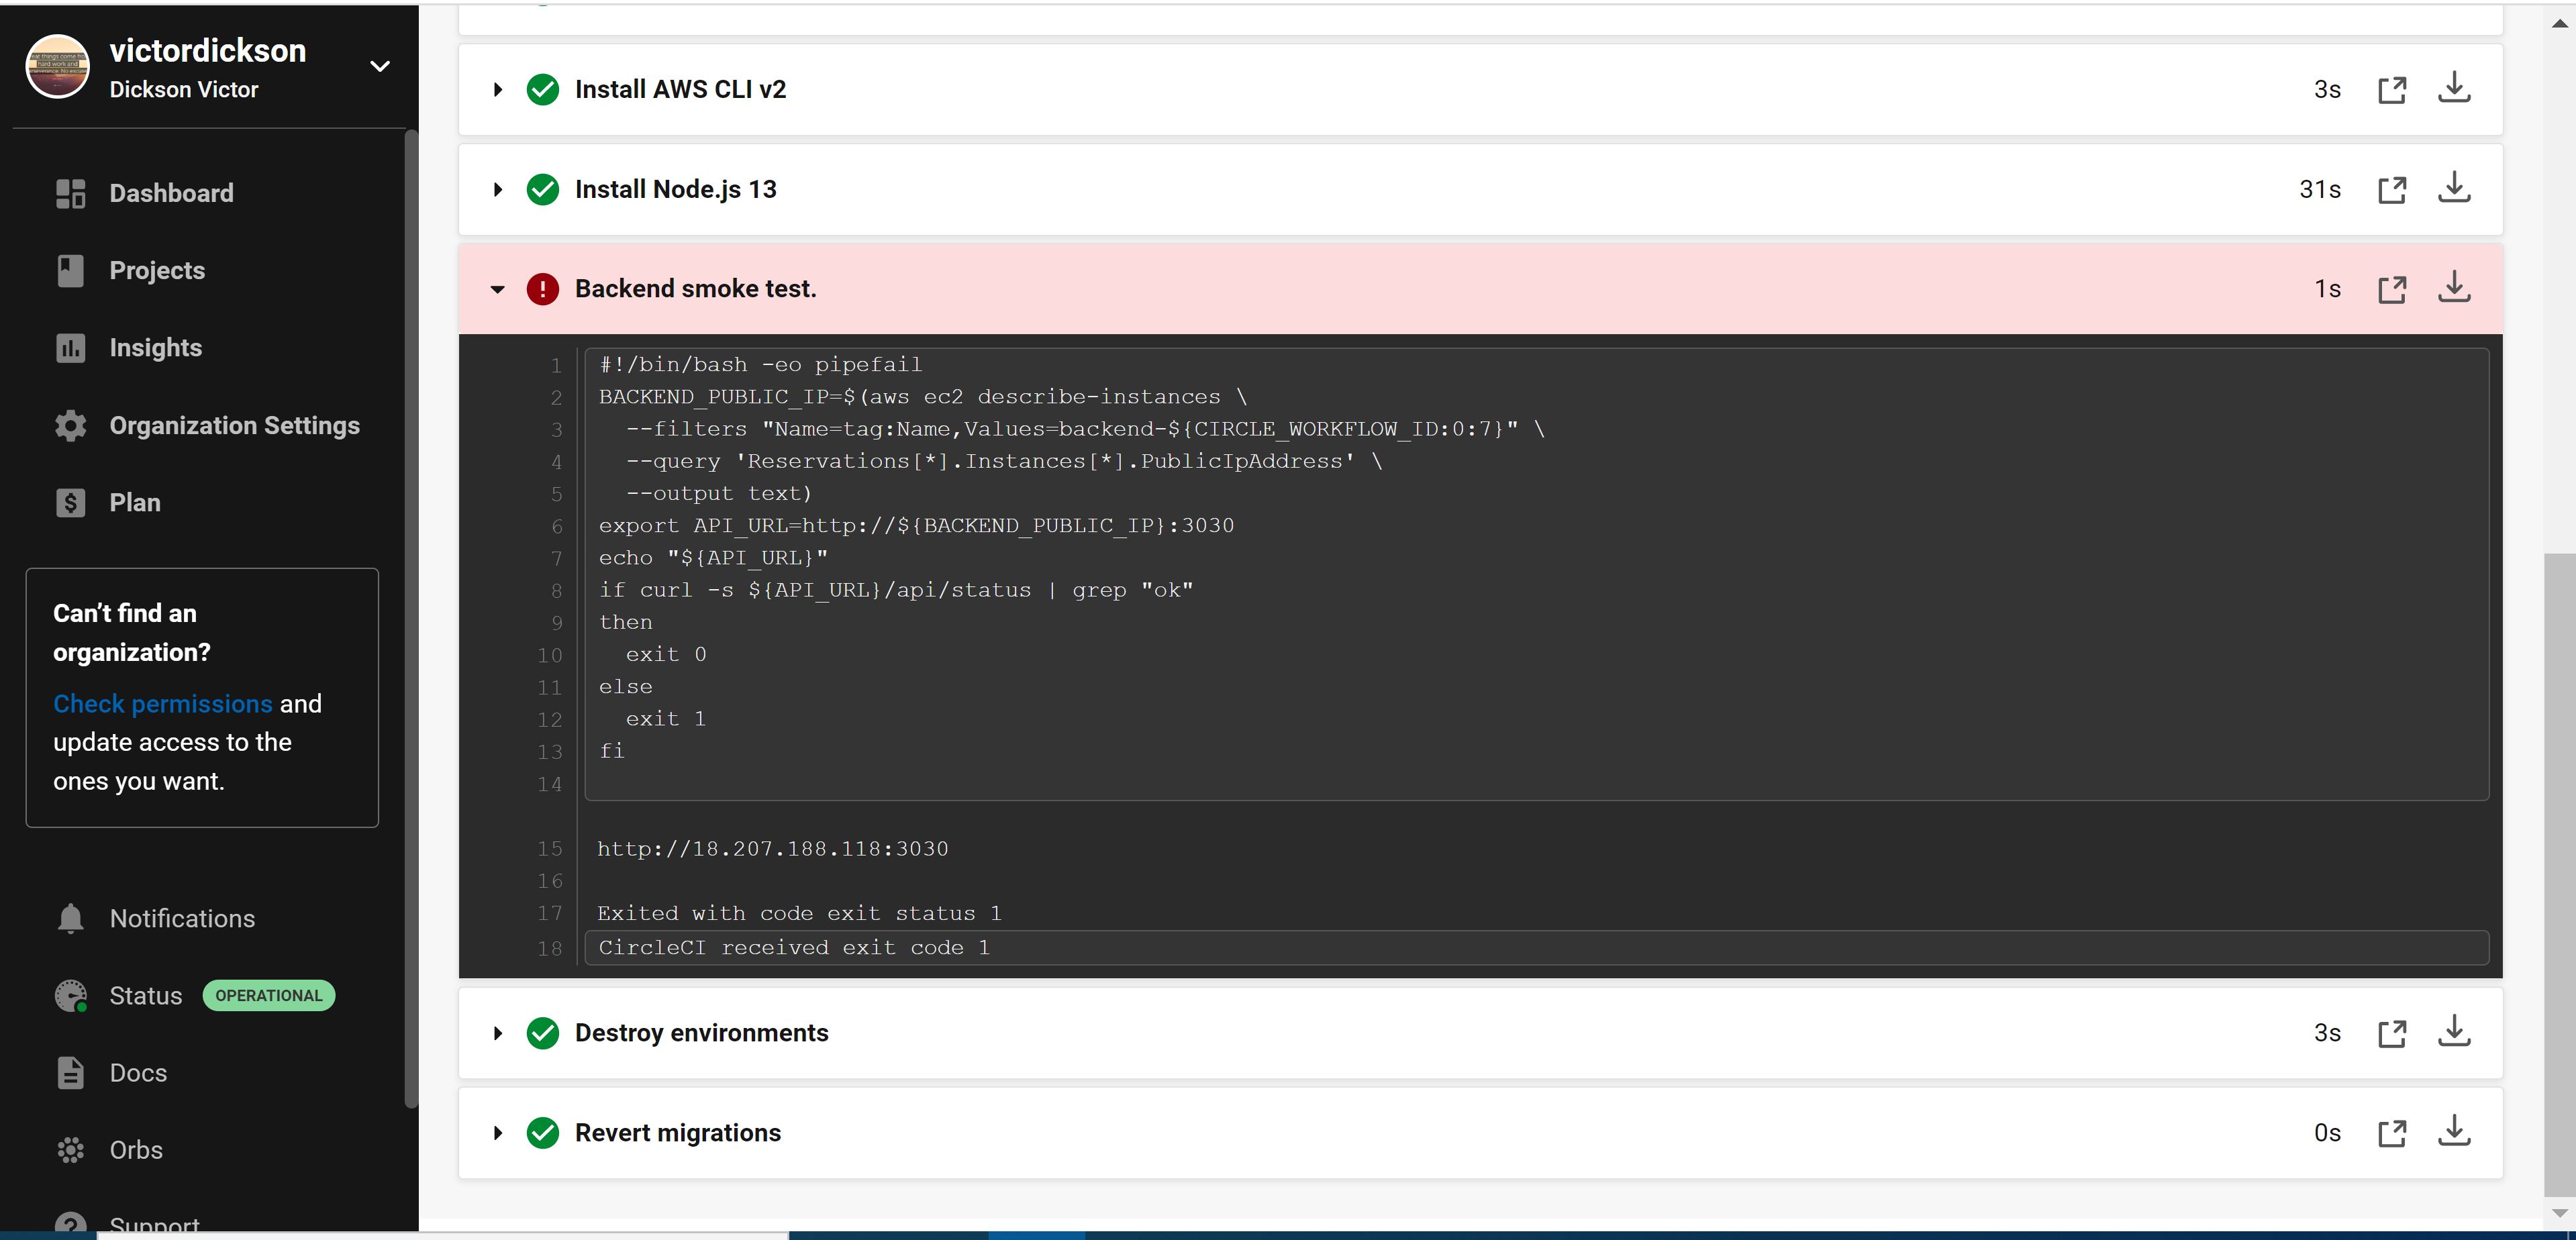 victordickson
Dickson Victor
Dashboard
Projects
Insights
Organization Settings
Plan
Can't find an
organization?
Check permissions and
update access to the
ones you want.
Notifications
Status OPERATIONAL
Docs
Orbs
Support
Install AWS CLI v2 3s
Install Node.js 13 31s
Backend smoke test. 1s
1 #!/bin/bash -eo pipefail
2 BACKEND_PUBLIC_IP=$(aws ec2 describe-instances \
3 --filters "Name=tag:Name,Values=backend-${CIRCLE_WORKFLOW_ID:0:7}" \
4 --query 'Reservations[*].Instances[*].PublicIpAddress' \
5 --output text)
6 export API_URL=http://${BACKEND_PUBLIC_IP}:3030
7 echo "${API_URL}"
8 if curl -s ${API_URL}/api/status | grep "ok"
9 then
10 exit 0
11 else
12 exit 1
13 fi
14
15 http://18.207.188.118:3030
16
17 Exited with code exit status 1
18 CircleCI received exit code 1
Destroy environments 3s
Revert migrations 0s